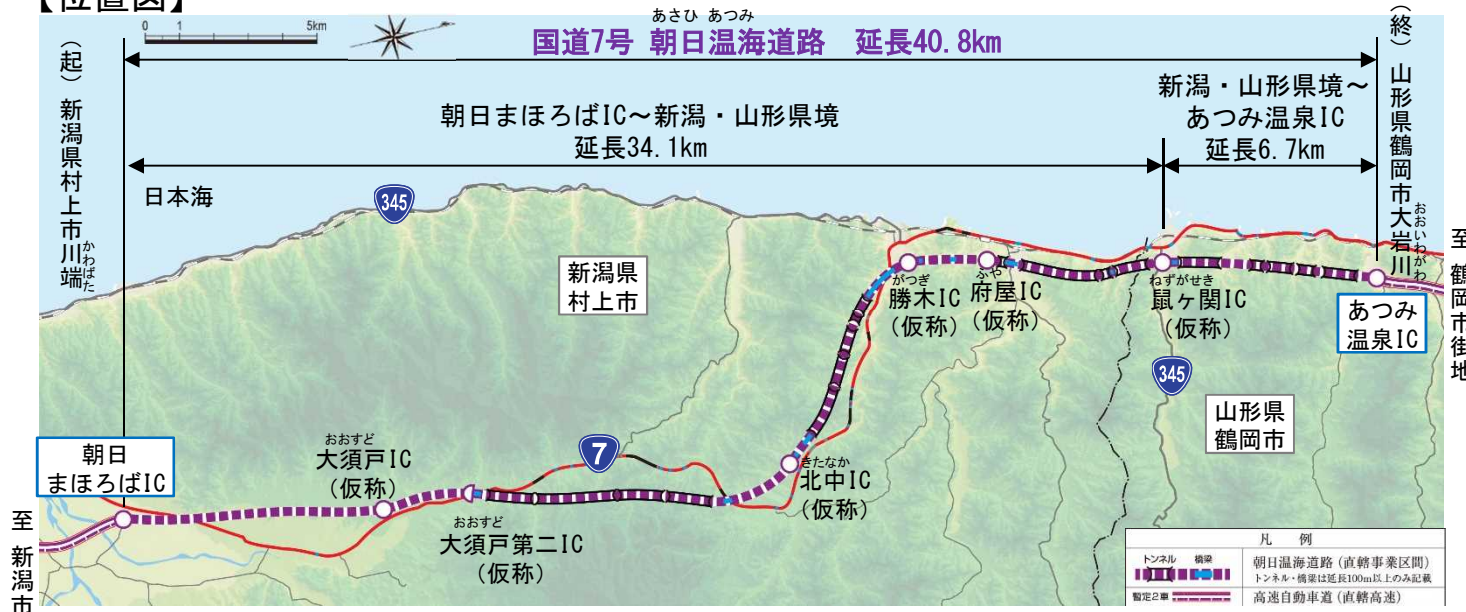 【位置図】
0 1 5km
あさひ あつみ
国道7号 朝日温海道路 延長40.8km
(起)新潟県村上市川端
かわばた
(終)山形県鶴岡市大岩川
おおいわがわ
朝日まほろばIC~新潟・山形県境
延長34.1km
新潟・山形県境~
あつみ温泉IC
延長6.7km
日本海
345
新潟県
村上市
がつぎ
勝木IC
(仮称)
ふや
府屋IC
(仮称)
ねずがせき
鼠ヶ関IC
(仮称)
あつみ
温泉IC
至 鶴岡市街地
345
山形県
鶴岡市
朝日
まほろばIC
おおすど
大須戸IC
(仮称)
7
きたなか
北中IC
(仮称)
おおすど
大須戸第二IC
(仮称)
至 新潟市
凡例
トンネル 橋梁
朝日温海道路(直轄事業区間)
トンネル・橋梁は延長100m以上のみ記載
暫定2車
高速自動車道(直轄高速)